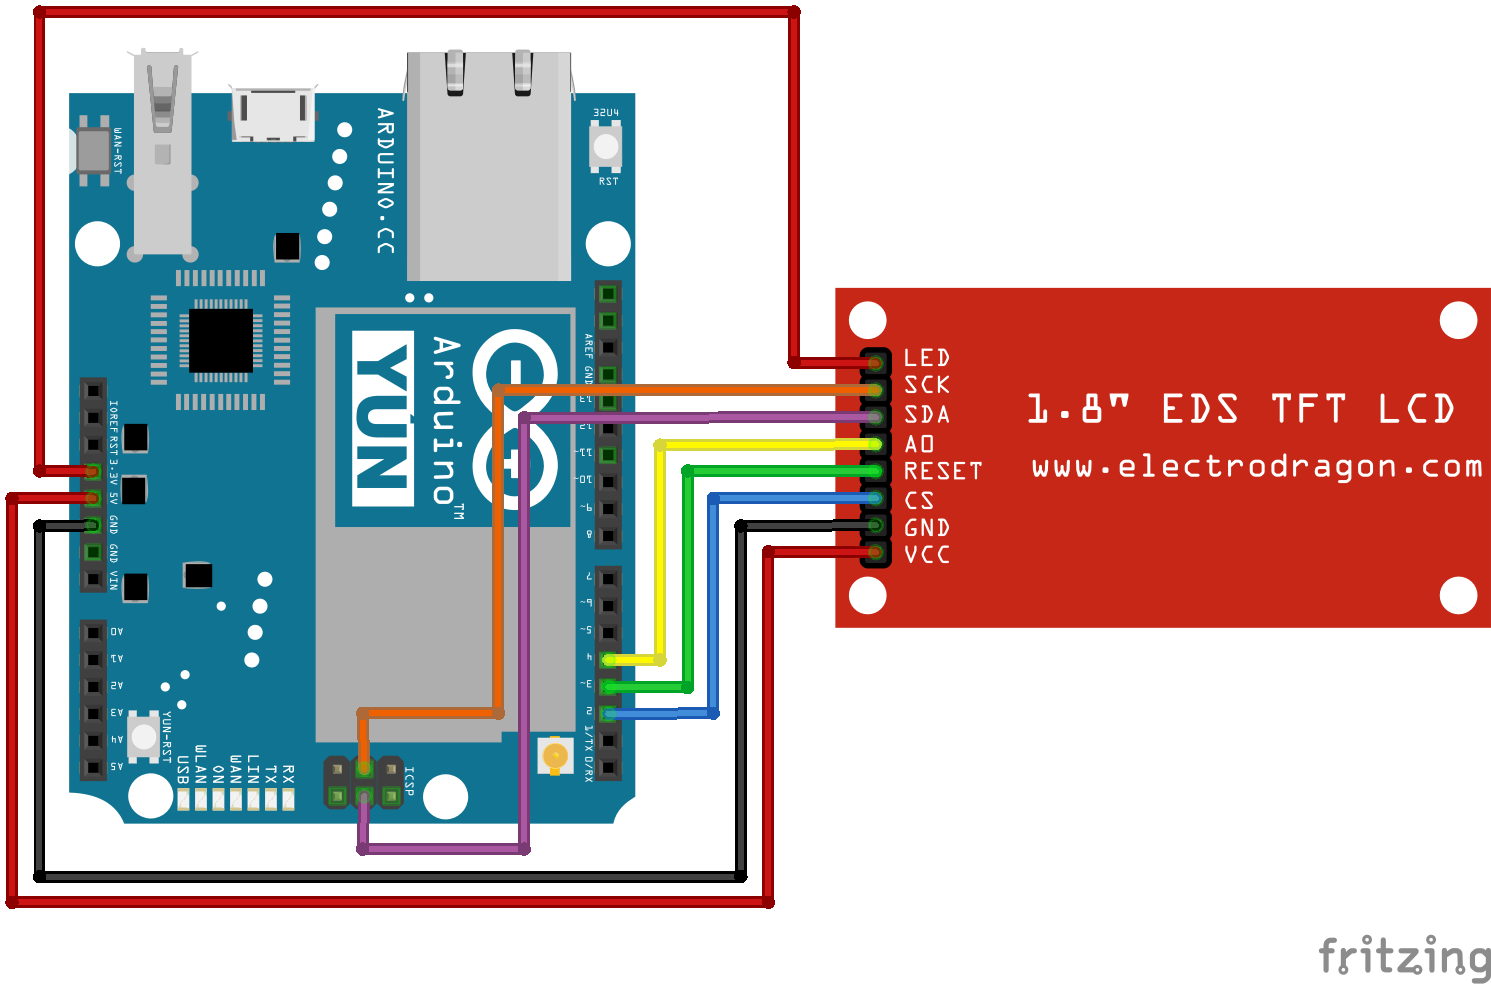 ARDUINO.CC
32U4
RST
WAN-RST
AREF
GND
13
12
~11
~10
~9
8
YÚN
Arduino™
IOREF
RST
3.3V
5V
GND
GND
VIN
7
~6
~5
4
~3
2
1/TX
0/RX
A0
A1
A2
A3
A4
A5
YUN-RST
USB
WLAN
ON
WAN
LIN
TX
RX
ICSP
LED
SCK
SDA
A0
RESET
CS
GND
VCC
1.8" EDS TFT LCD
www.electrodragon.com
fritzing